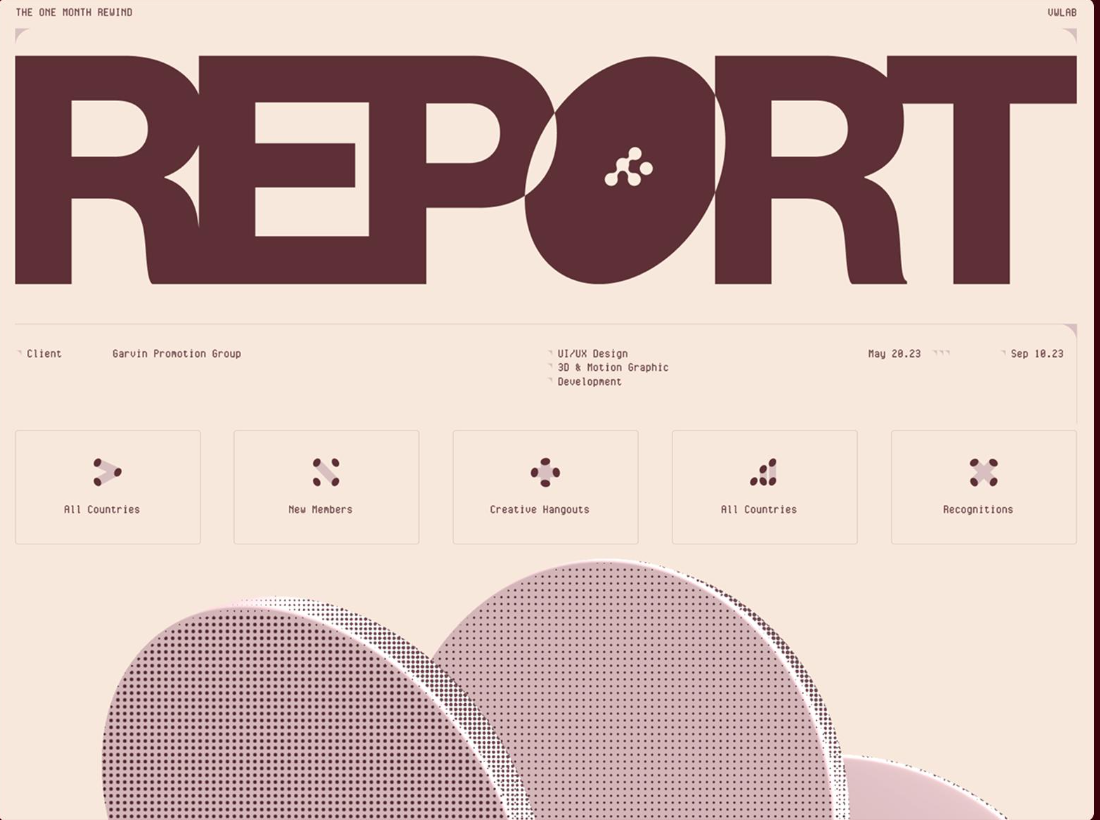 THE ONE MONTH REWIND
VWLAB
REPORT
Client
Garvin Promotion Group
UI/UX Design
3D & Motion Graphic
Development
May 20.23
Sep 10.23
All Countries
New Members
Creative Hangouts
All Countries
Recognitions